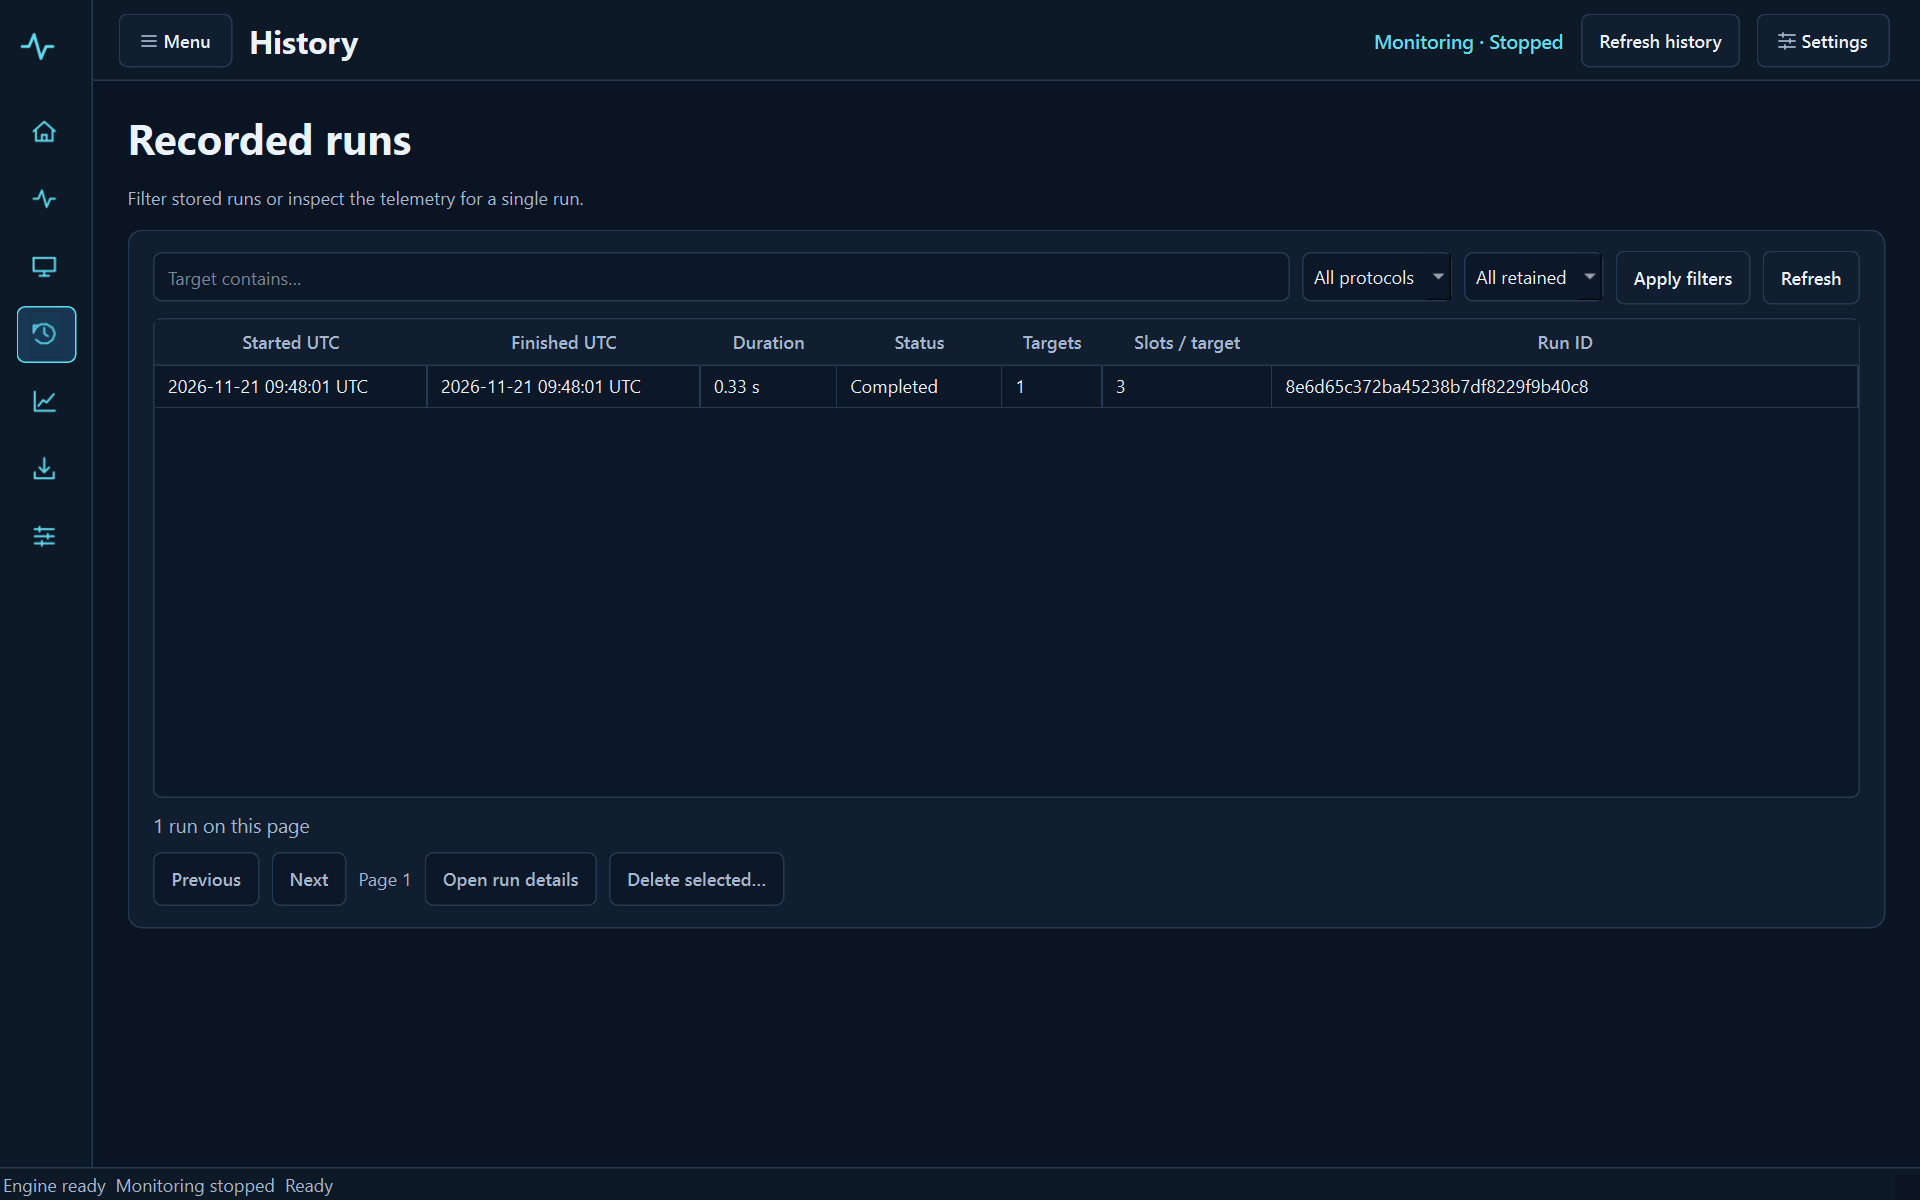 Menu
History
Monitoring · Stopped
Refresh history
Settings
Recorded runs
Filter stored runs or inspect the telemetry for a single run.
Target contains...
All protocols
All retained
Apply filters
Refresh
Started UTC Finished UTC Duration Status Targets Slots / target Run ID
2026-11-21 09:48:01 UTC 2026-11-21 09:48:01 UTC 0.33 s Completed 1 3 8e6d65c372ba45238b7df8229f9b40c8
1 run on this page
Previous
Next
Page 1
Open run details
Delete selected...
Engine ready Monitoring stopped Ready